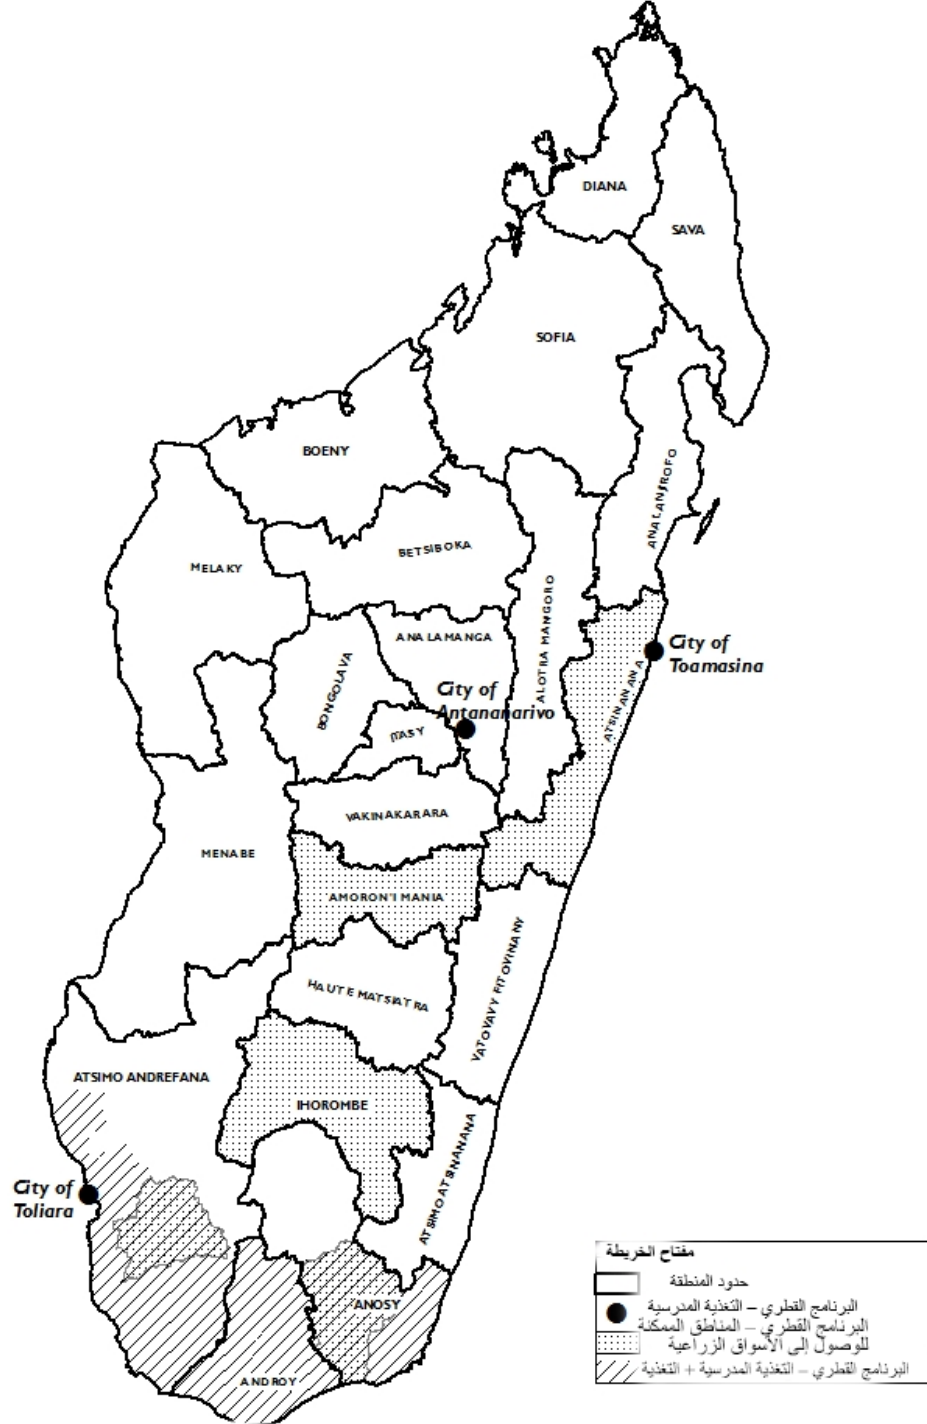 DIANA
SAVA
SOFIA
BOENY
ANALANJIROFO
BETSIBOKA
MELAKY
ALOTRA MANGORO
ANALAMANGA
City of
Toamasina
BONGOLAVA
City of
Antananarivo
ATSINANANA
ITASY
VAKINAKARARA
MENABE
AMORON'I MANIA
HAUTE MATSIATRA
VATOVAVY FITOVINANY
ATSIMO ANDREFANA
IHOROMBE
ATSIMO ATSINANANA
City of
Toliara
ANOSY
ANDROY
مفتاح الخريطة
حدود المنطقة
البرنامج القطري – التغذية المدرسية
البرنامج القطري – المناطق الممكنة
للوصول إلى الأسواق الزراعية
البرنامج القطري – التغذية المدرسية + التغذية